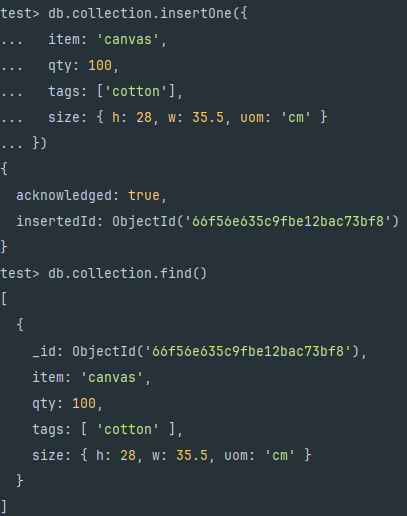 test> db.collection.insertOne({
...   item: 'canvas',
...   qty: 100,
...   tags: ['cotton'],
...   size: { h: 28, w: 35.5, uom: 'cm' }
... })
{
  acknowledged: true,
  insertedId: ObjectId('66f56e635c9fbe12bac73bf8')
}
test> db.collection.find()
[
  {
    _id: ObjectId('66f56e635c9fbe12bac73bf8'),
    item: 'canvas',
    qty: 100,
    tags: [ 'cotton' ],
    size: { h: 28, w: 35.5, uom: 'cm' }
  }
]